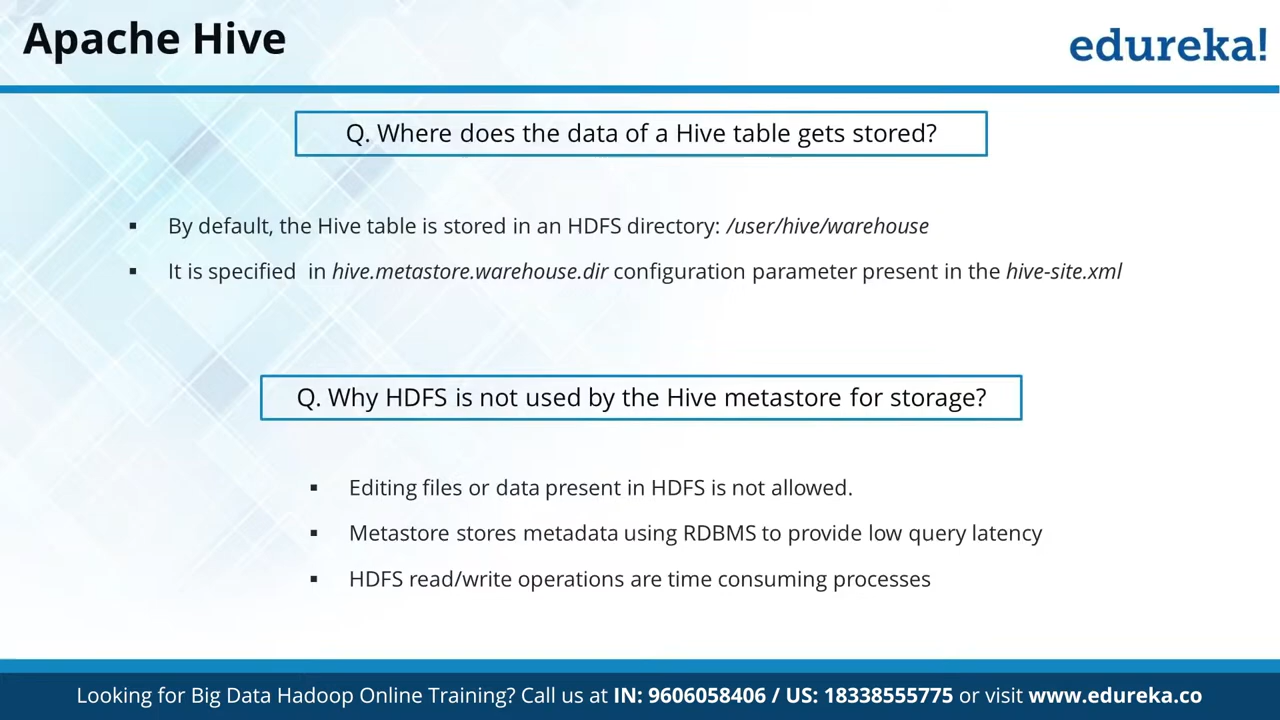 Apache Hive
edureka!
Q. Where does the data of a Hive table gets stored?
▪ By default, the Hive table is stored in an HDFS directory: /user/hive/warehouse
▪ It is specified in hive.metastore.warehouse.dir configuration parameter present in the hive-site.xml
Q. Why HDFS is not used by the Hive metastore for storage?
▪ Editing files or data present in HDFS is not allowed.
▪ Metastore stores metadata using RDBMS to provide low query latency
▪ HDFS read/write operations are time consuming processes
Looking for Big Data Hadoop Online Training? Call us at IN: 9606058406 / US: 18338555775 or visit www.edureka.co